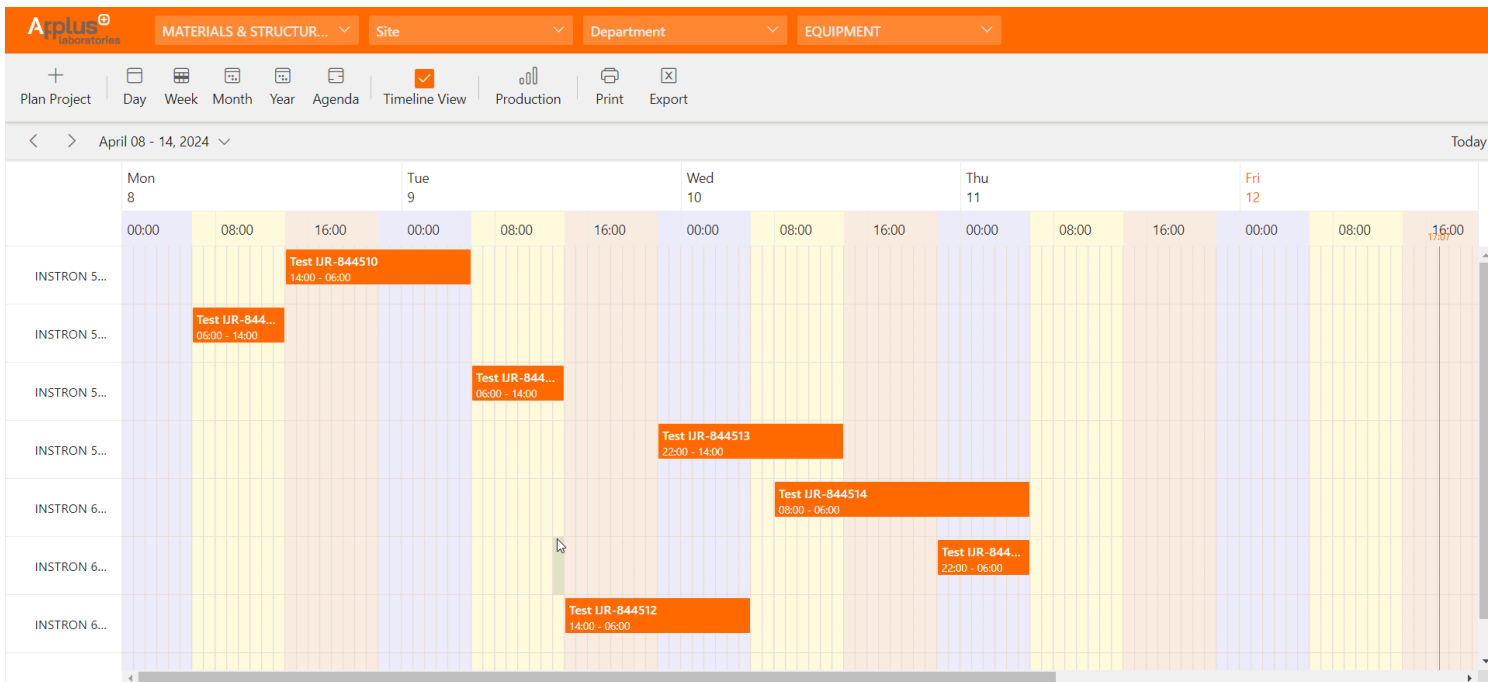 Applus+
laboratories
MATERIALS & STRUCTUR...
Site
Department
EQUIPMENT
Plan Project
Day
Week
Month
Year
Agenda
Timeline View
Production
Print
Export
April 08 - 14, 2024
Today
Mon
8
Tue
9
Wed
10
Thu
11
Fri
12
00:00 08:00 16:00 00:00 08:00 16:00 00:00 08:00 16:00 00:00 08:00 16:00 00:00 08:00 16:00
17:07
INSTRON 5...
Test IJR-844510
14:00 - 06:00
INSTRON 5...
Test IJR-844...
06:00 - 14:00
INSTRON 5...
Test IJR-844...
06:00 - 14:00
INSTRON 5...
Test IJR-844513
22:00 - 14:00
INSTRON 6...
Test IJR-844514
08:00 - 06:00
INSTRON 6...
Test IJR-844...
22:00 - 06:00
INSTRON 6...
Test IJR-844512
14:00 - 06:00